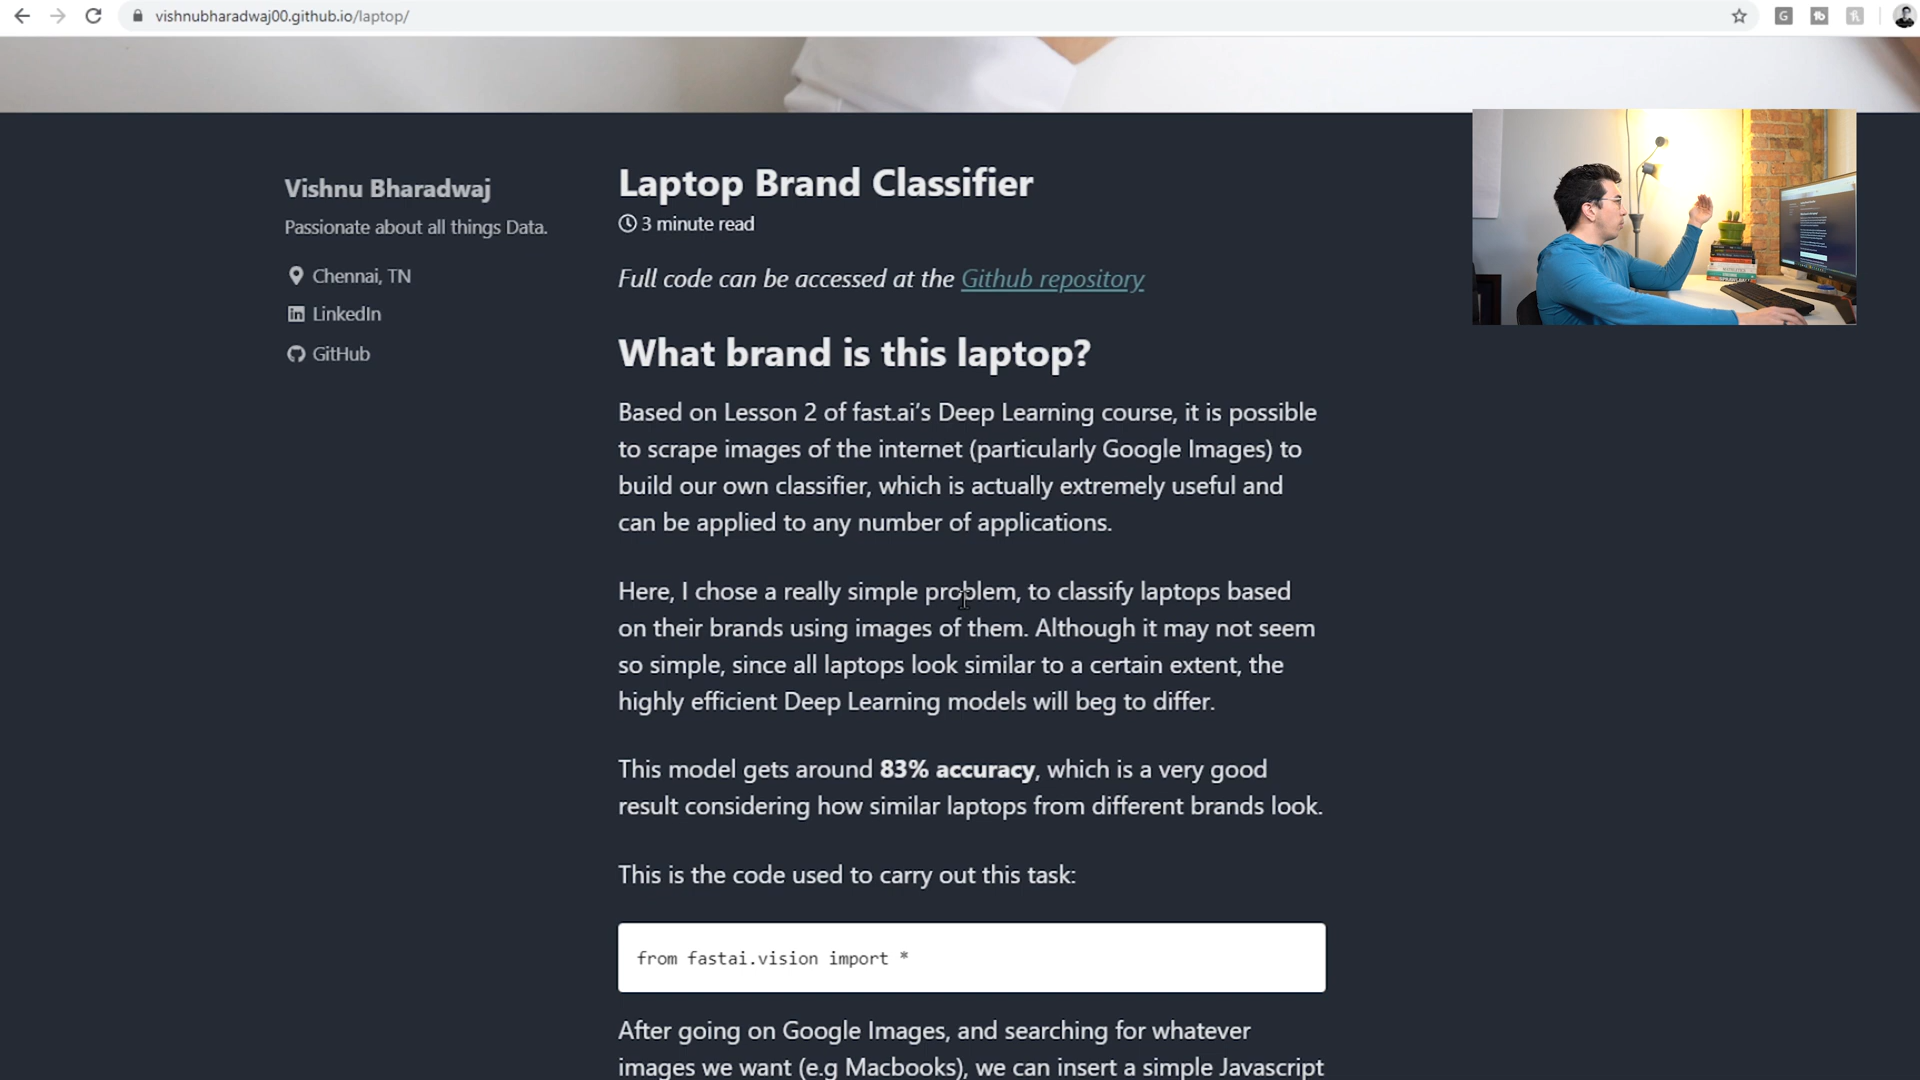 vishnubharadwaj00.github.io/laptop/
Vishnu Bharadwaj
Passionate about all things Data.
Chennai, TN
LinkedIn
GitHub
Laptop Brand Classifier
3 minute read
Full code can be accessed at the Github repository
What brand is this laptop?
Based on Lesson 2 of fast.ai’s Deep Learning course, it is possible
to scrape images of the internet (particularly Google Images) to
build our own classifier, which is actually extremely useful and
can be applied to any number of applications.
Here, I chose a really simple problem, to classify laptops based
on their brands using images of them. Although it may not seem
so simple, since all laptops look similar to a certain extent, the
highly efficient Deep Learning models will beg to differ.
This model gets around 83% accuracy, which is a very good
result considering how similar laptops from different brands look.
This is the code used to carry out this task:
from fastai.vision import *
After going on Google Images, and searching for whatever
images we want (e.g Macbooks), we can insert a simple Javascript